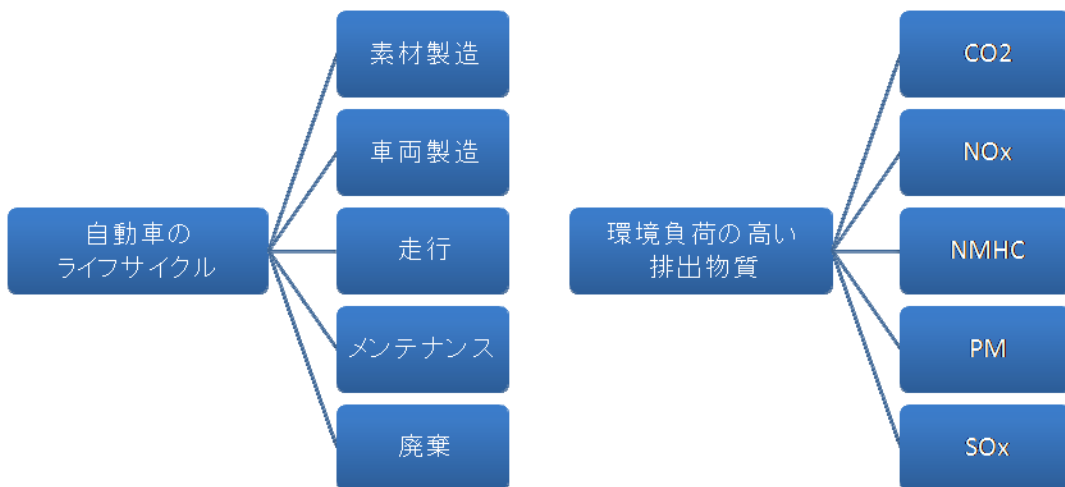 自動車の
ライフサイクル
素材製造
車両製造
走行
メンテナンス
廃棄
環境負荷の高い
排出物質
CO2
NOx
NMHC
PM
SOx